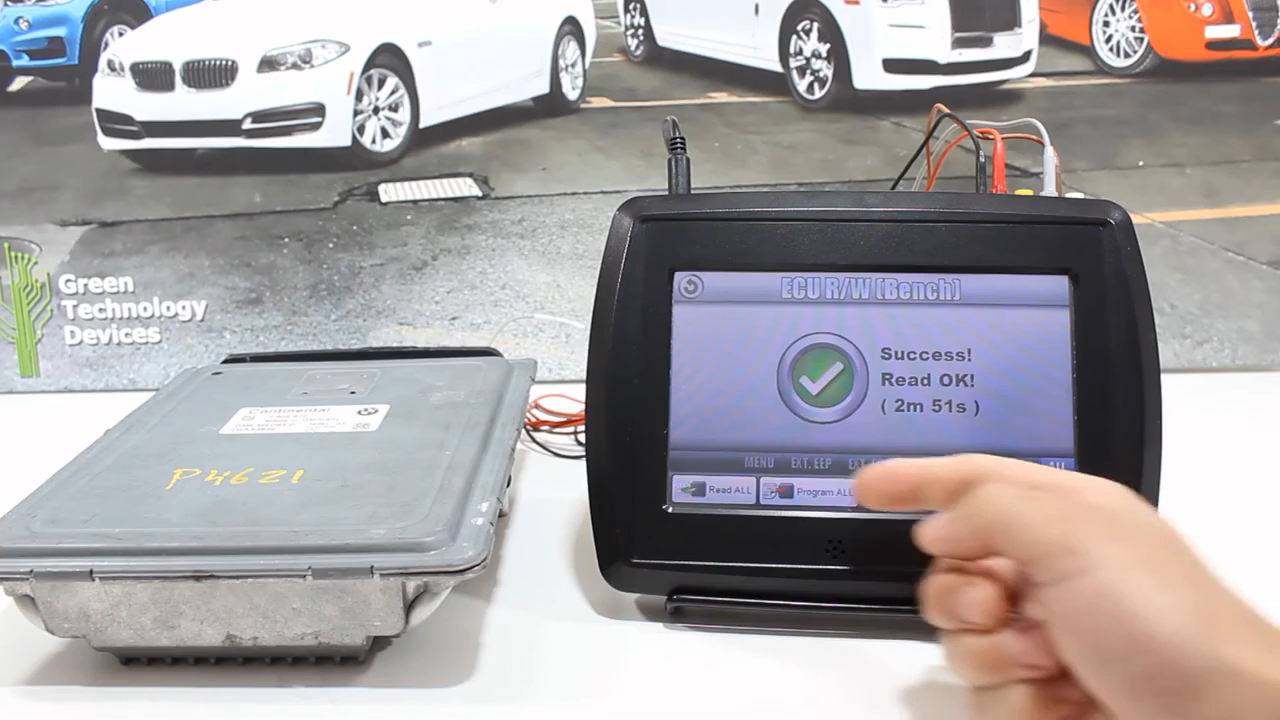 Green
Technology
Devices
Continental
P4621
ECU R/W (Bench)
Success!
Read OK!
( 2m 51s )
MENU EXT. EEP
Read ALL
Program ALL